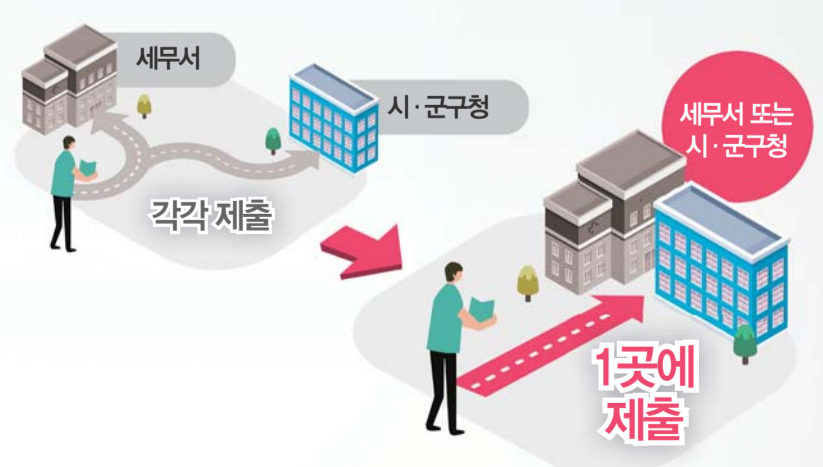 세무서
시·군구청
각각 제출
세무서 또는
시·군구청
1곳에
제출